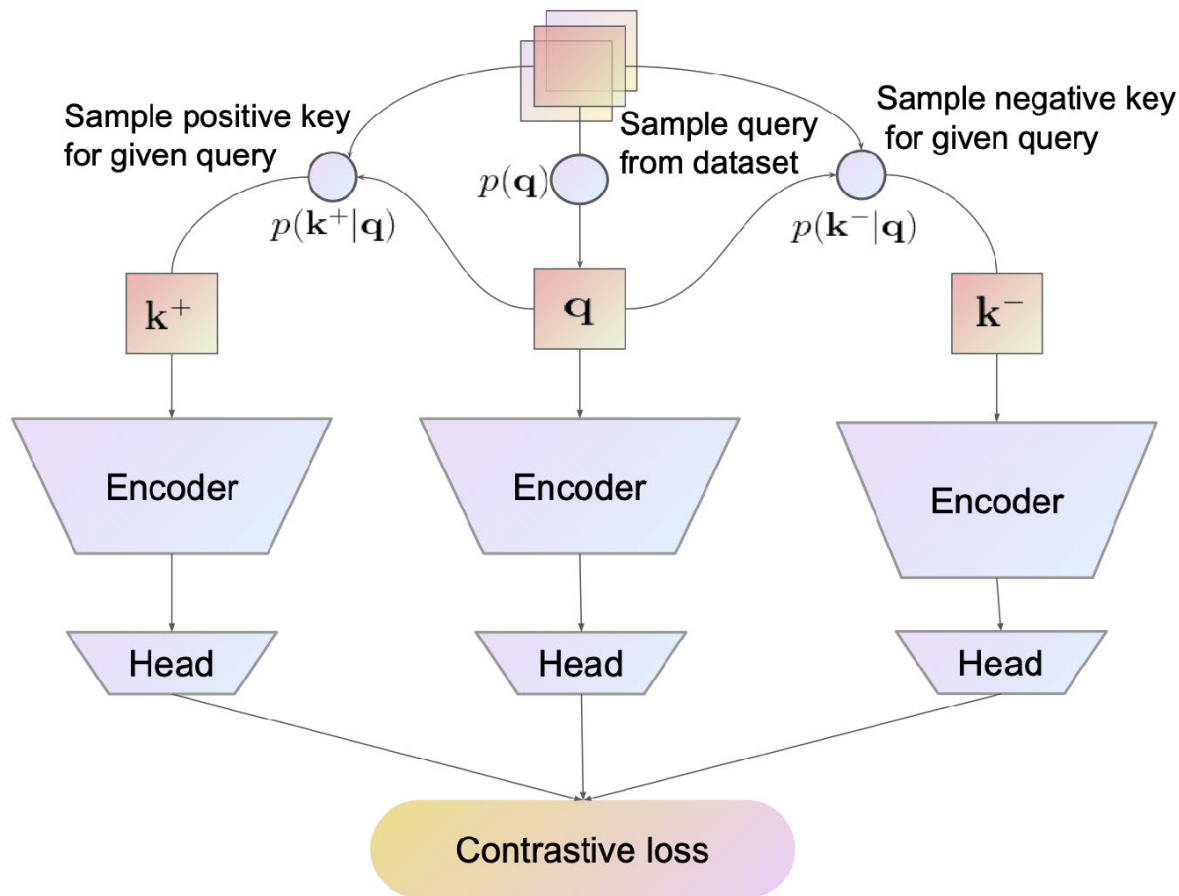 Sample positive key
for given query
Sample query
from dataset
Sample negative key
for given query
p(k⁺|q)
p(q)
p(k⁻|q)
k⁺
q
k⁻
Encoder
Encoder
Encoder
Head
Head
Head
Contrastive loss